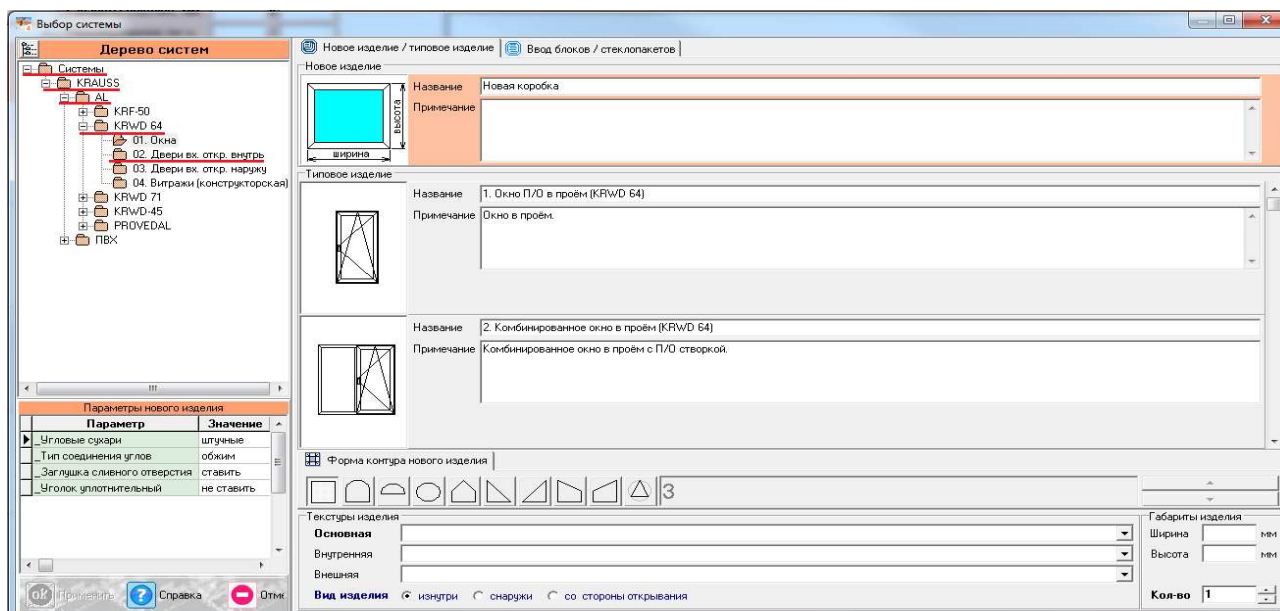 Выбор системы
Дерево систем
Системы
KRAUSS
AL
KRF-50
KRWD 64
01. Окна
02. Двери вх. откр. внутрь
03. Двери вх. откр. наружу
04. Витражи (конструкторская)
KRWD 71
KRWD-45
PROVEDAL
ПВХ
Параметры нового изделия
Параметр Значение
_Угловые сухари штучные
_Тип соединения углов обжим
_Заглушка сливного отверстия ставить
_Уголок уплотнительный не ставить
ok Применить Справка Отме
Новое изделие / типовое изделие Ввод блоков / стеклопакетов
Новое изделие
высота
ширина
Название Новая коробка
Примечание
Типовое изделие
Название 1. Окно П/О в проём (KRWD 64)
Примечание Окно в проём.
Название 2. Комбинированное окно в проём (KRWD 64)
Примечание Комбинированное окно в проём с П/О створкой.
Форма контура нового изделия
3
Текстуры изделия
Основная
Внутренняя
Внешняя
Вид изделия изнутри снаружи со стороны открывания
Габариты изделия
Ширина мм
Высота мм
Кол-во 1